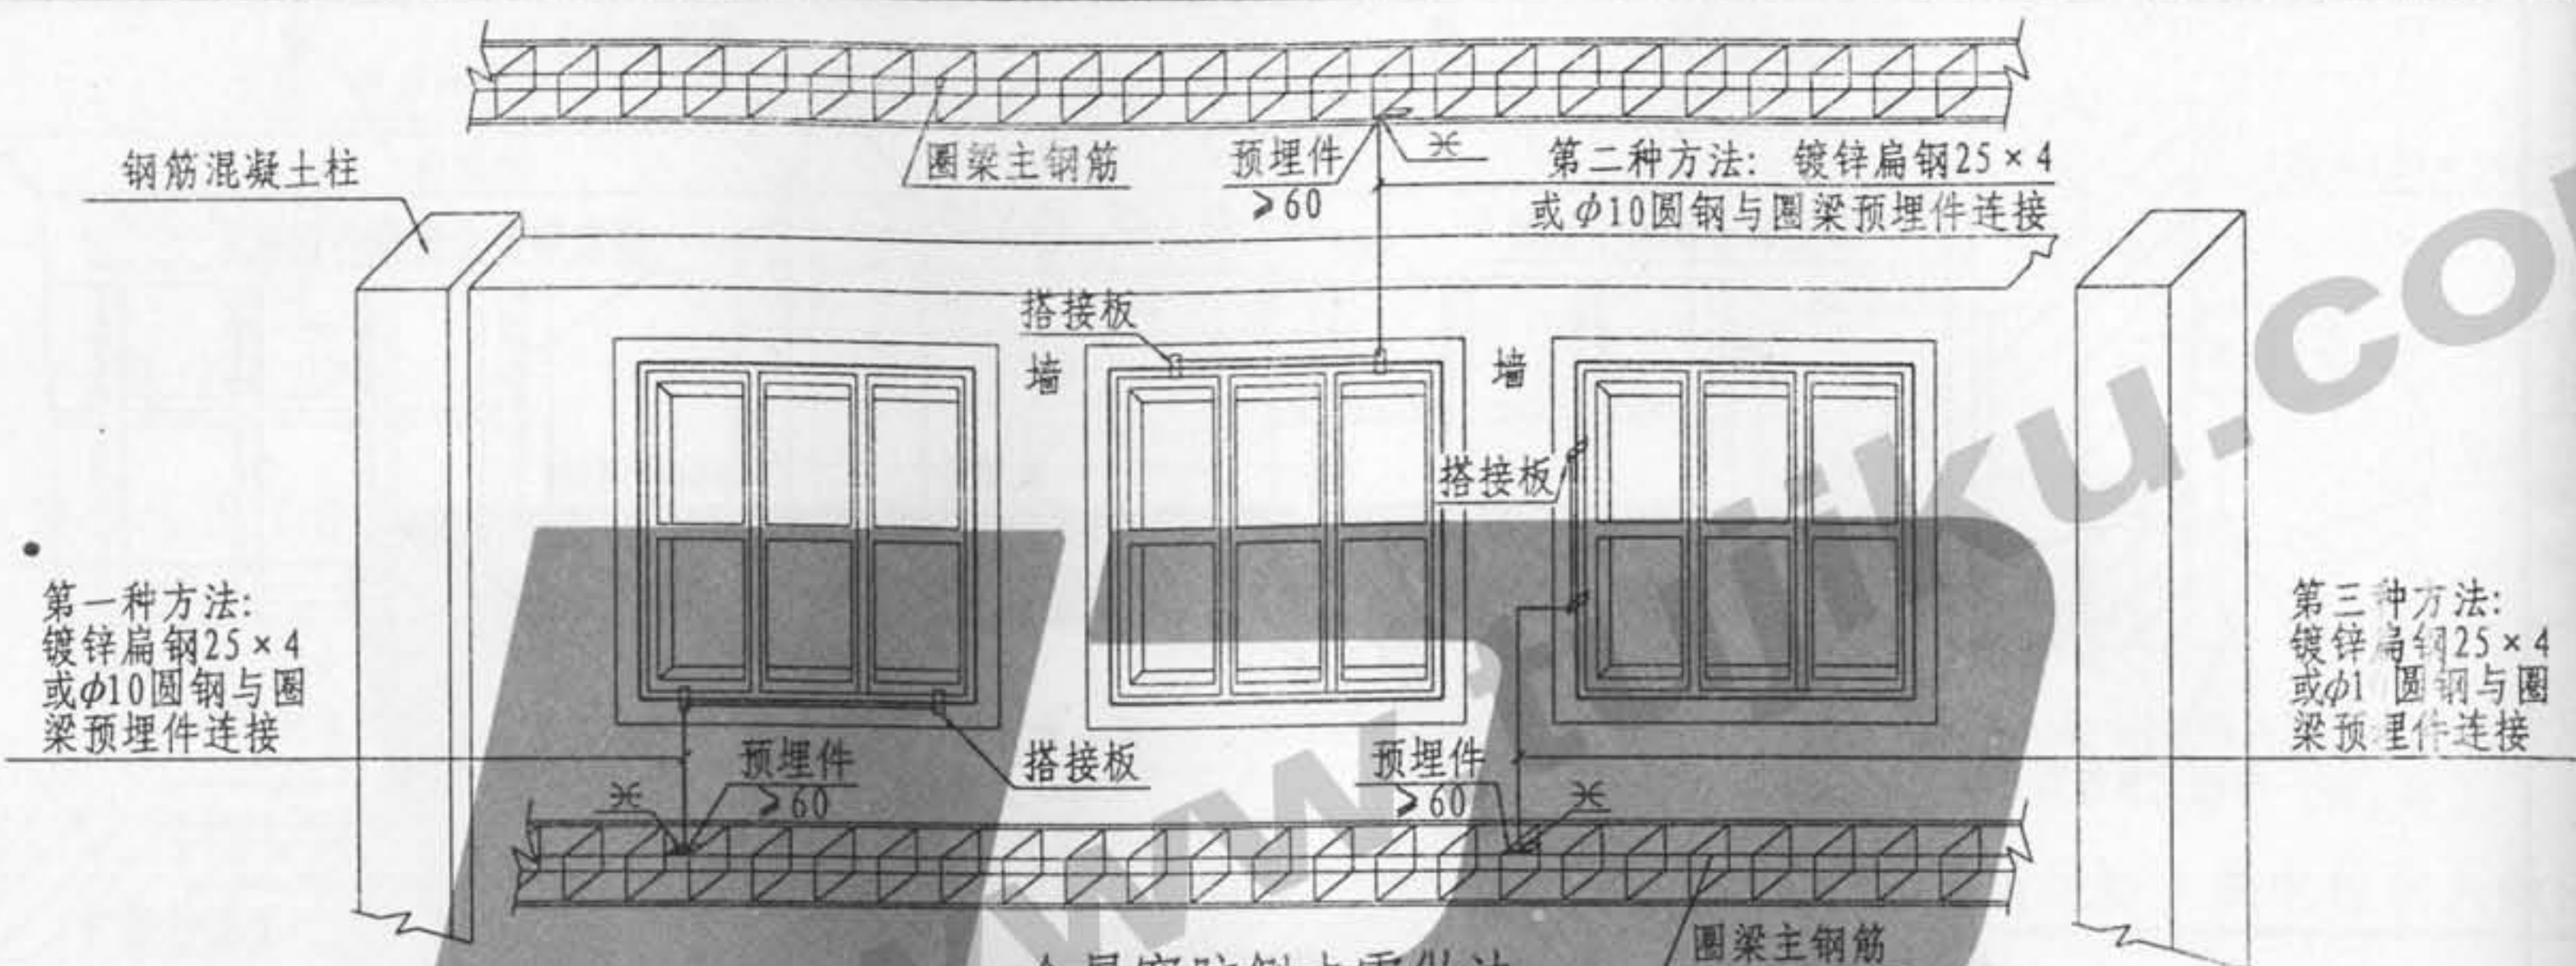 圈梁主钢筋
预埋件
≥60
第二种方法: 镀锌扁钢25×4
或φ10圆钢与圈梁预埋件连接
钢筋混凝土柱
搭接板
墙
墙
搭接板
第一种方法:
镀锌扁钢25×4
或φ10圆钢与圈
梁预埋件连接
第三种方法:
镀锌扁钢25×4
或φ1 圆钢与圈
梁预埋件连接
预埋件
≥60
搭接板
预埋件
≥60
圈梁主钢筋